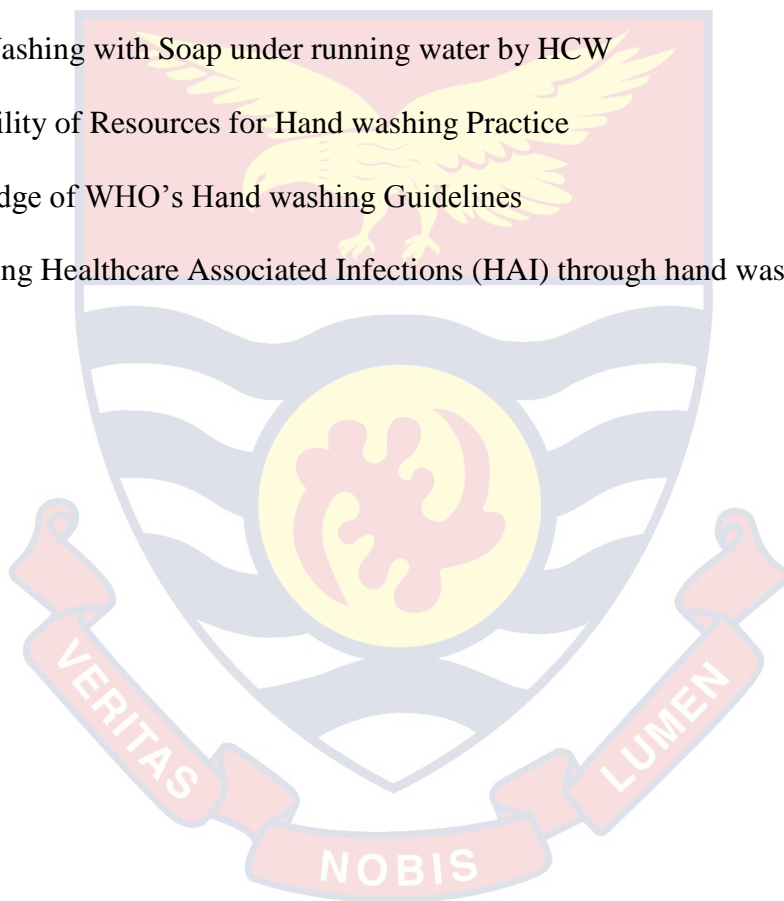 ashing with Soap under running water by HCW
ility of Resources for Hand washing Practice
dge of WHO’s Hand washing Guidelines
ng Healthcare Associated Infections (HAI) through hand was
VERITAS
NOBIS
LUMEN